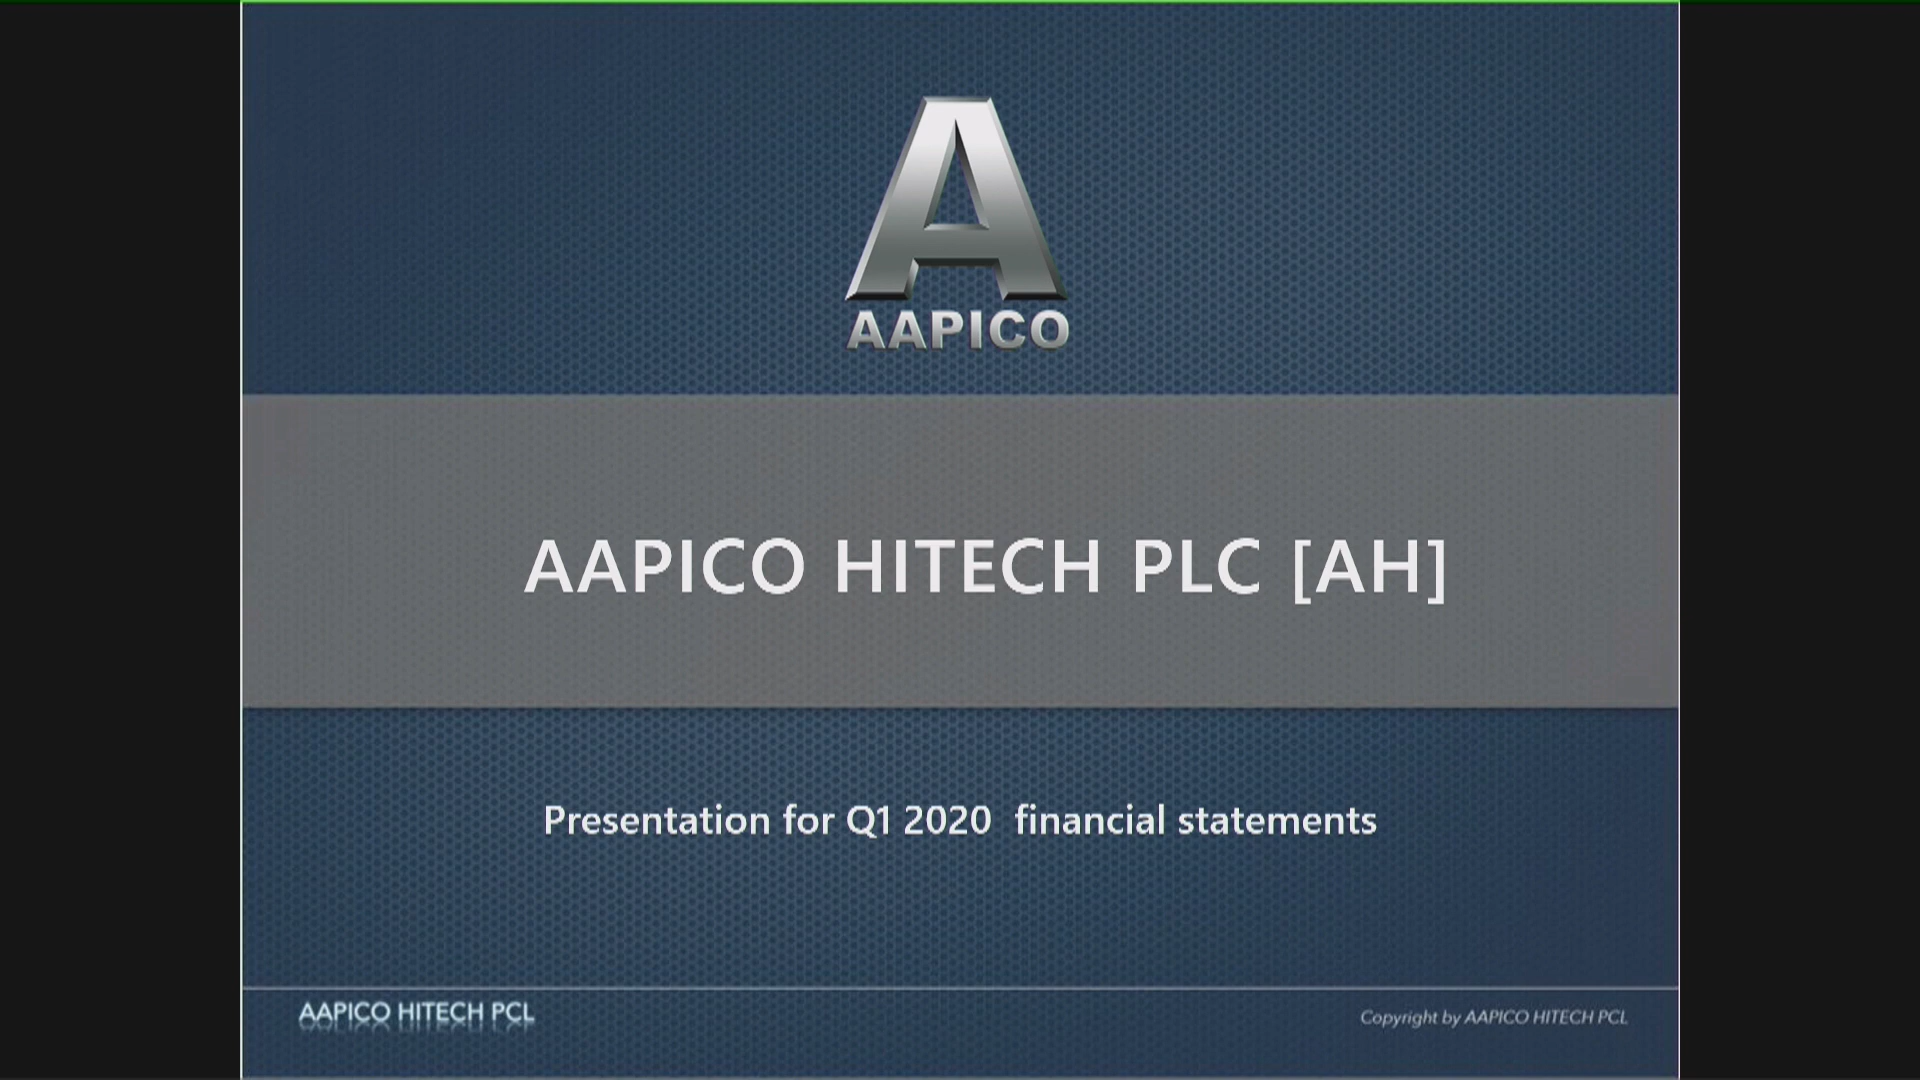 A
AAPICO
AAPICO HITECH PLC [AH]
Presentation for Q1 2020 financial statements
AAPICO HITECH PCL
Copyright by AAPICO HITECH PCL